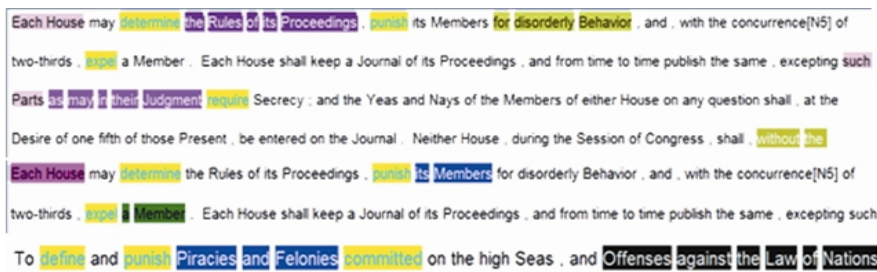 Each House may determine the Rules of its Proceedings , punish its Members for disorderly Behavior , and , with the concurrence[N5] of
two-thirds , expel a Member . Each House shall keep a Journal of its Proceedings , and from time to time publish the same , excepting such
Parts as may in their Judgment require Secrecy ; and the Yeas and Nays of the Members of either House on any question shall , at the
Desire of one fifth of those Present , be entered on the Journal . Neither House , during the Session of Congress , shall , without the
Each House may determine the Rules of its Proceedings , punish its Members for disorderly Behavior , and , with the concurrence[N5] of
two-thirds , expel a Member . Each House shall keep a Journal of its Proceedings , and from time to time publish the same , excepting such
To define and punish Piracies and Felonies committed on the high Seas , and Offenses against the Law of Nations